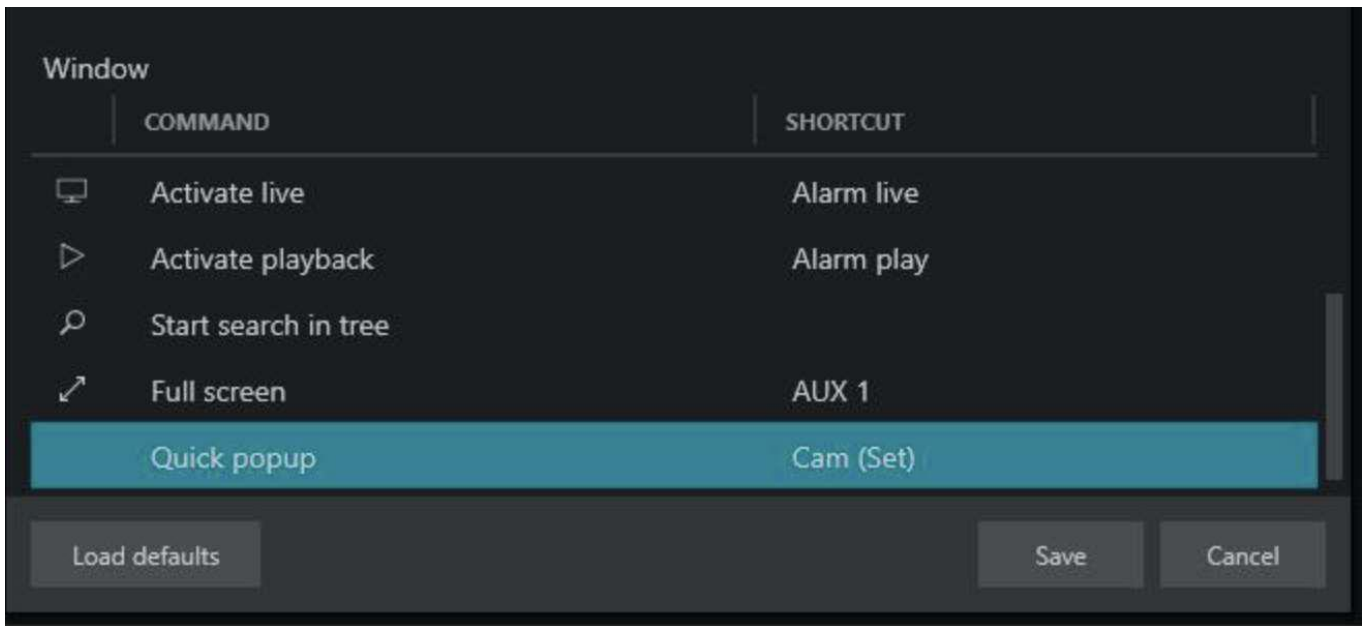 Window
COMMAND SHORTCUT
Activate live Alarm live
Activate playback Alarm play
Start search in tree
Full screen AUX 1
Quick popup Cam (Set)
Load defaults Save Cancel